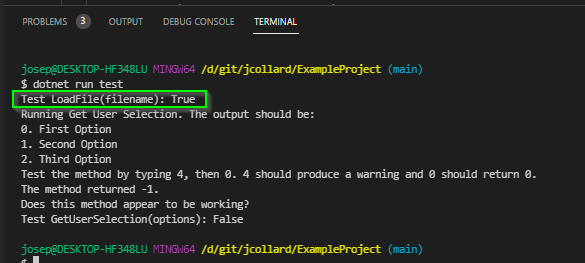 PROBLEMS 3 OUTPUT DEBUG CONSOLE TERMINAL
josep@DESKTOP-HF348LU MINGW64 /d/git/jcollard/ExampleProject (main)
$ dotnet run test
Test LoadFile(filename): True
Running Get User Selection. The output should be:
0. First Option
1. Second Option
2. Third Option
Test the method by typing 4, then 0. 4 should produce a warning and 0 should return 0.
The method returned -1.
Does this method appear to be working?
Test GetUserSelection(options): False
josep@DESKTOP-HF348LU MINGW64 /d/git/jcollard/ExampleProject (main)
$